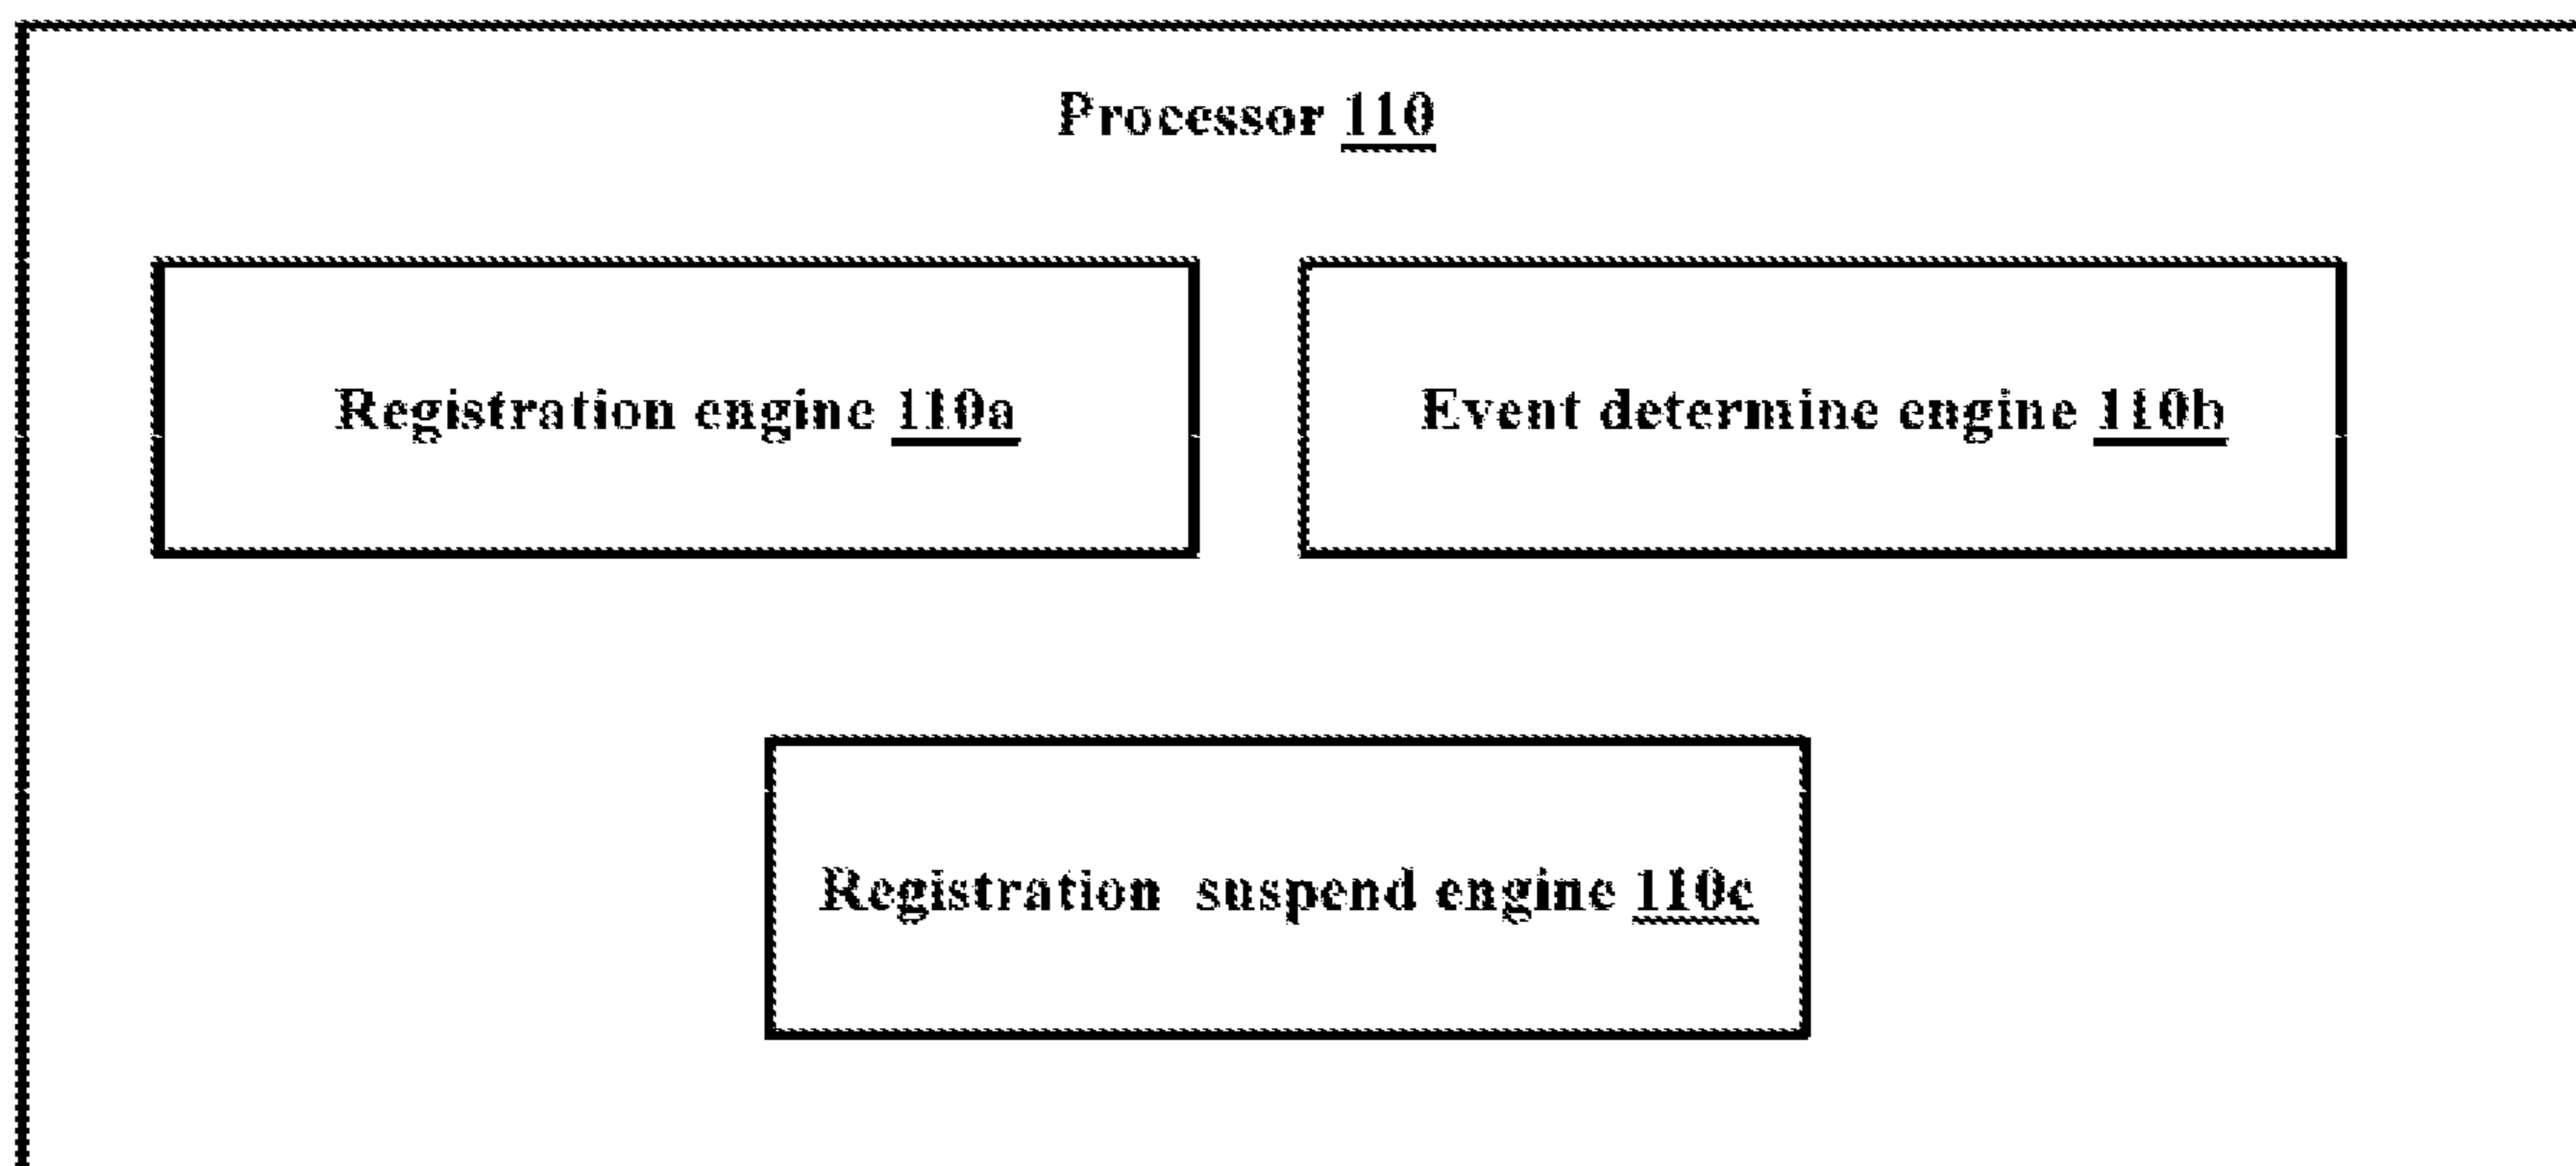 Processor 110
Registration engine 110a
Event determine engine 110b
Registration suspend engine 110c